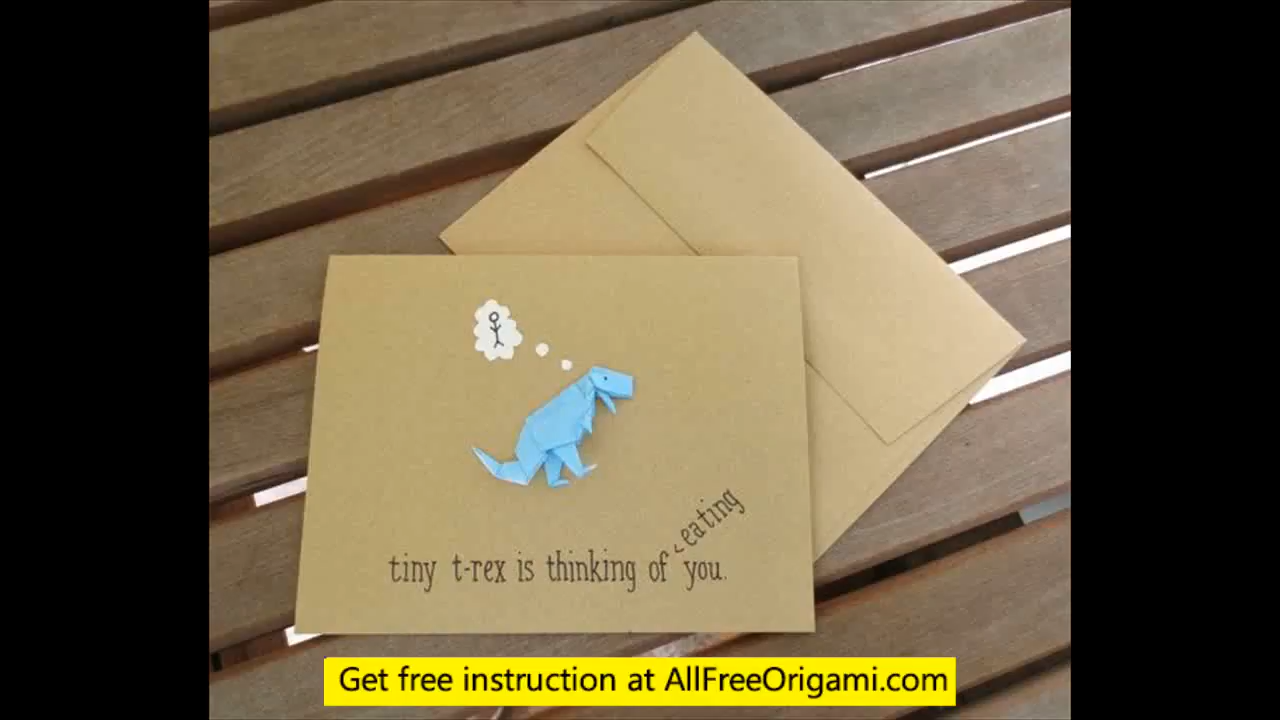 eating
tiny t-rex is thinking of ‹ you.
Get free instruction at AllFreeOrigami.com